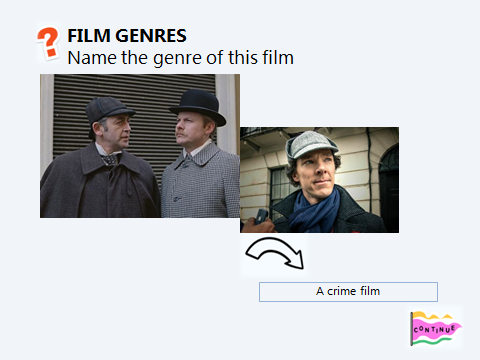 FILM GENRES
Name the genre of this film
A crime film
CONTINUE